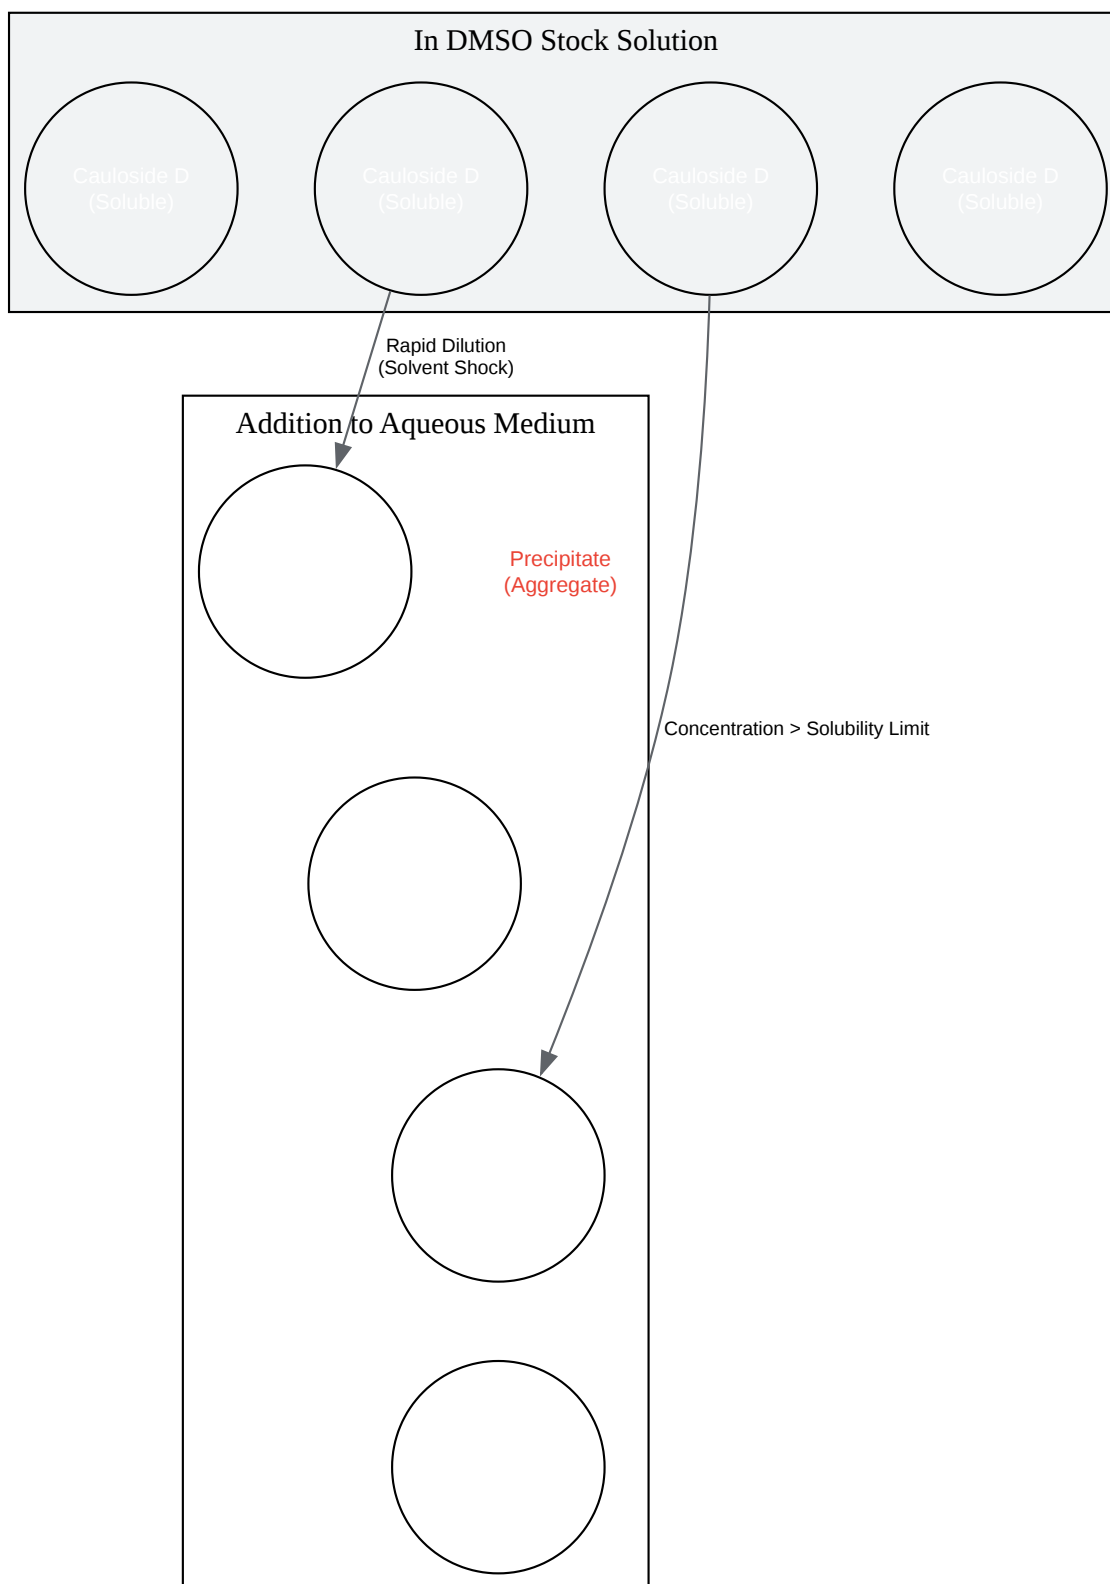 In DMSO Stock Solution
Cauloside D
(Soluble)
Cauloside D
(Soluble)
Cauloside D
(Soluble)
Cauloside D
(Soluble)
Rapid Dilution
(Solvent Shock)
Addition to Aqueous Medium
Precipitate
(Aggregate)
Concentration > Solubility Limit